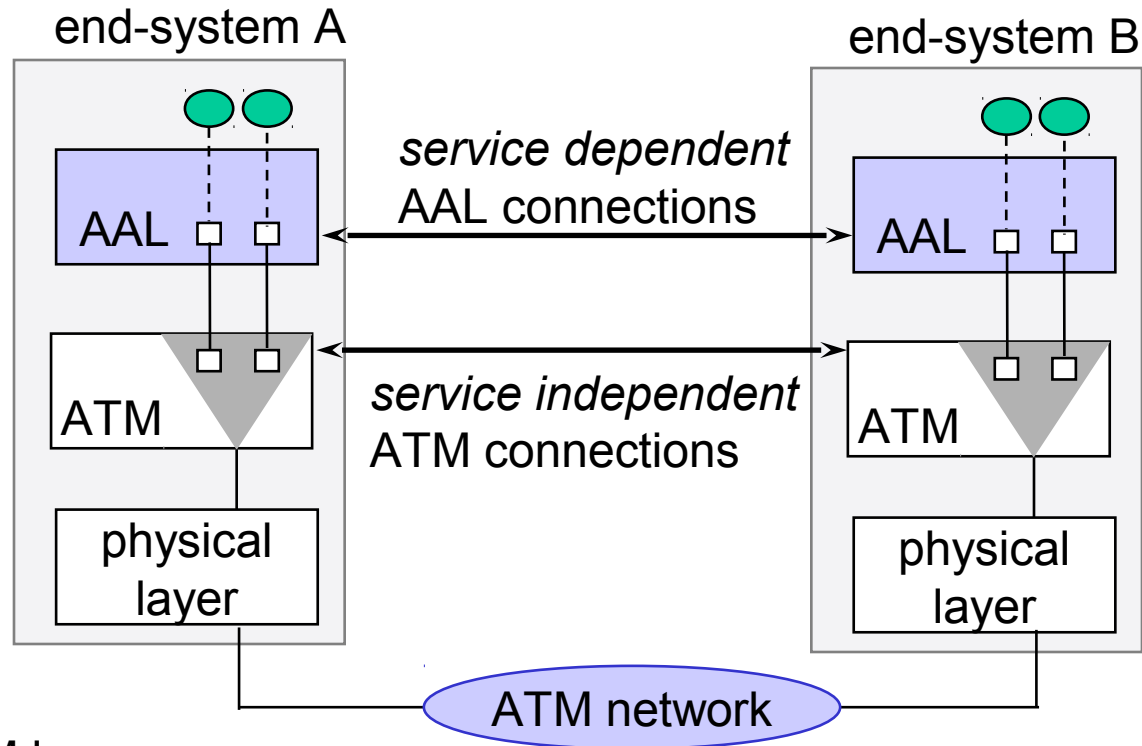 end-system A
end-system B
service dependent
AAL connections
AAL
AAL
service independent
ATM connections
ATM
ATM
physical
layer
physical
layer
ATM network